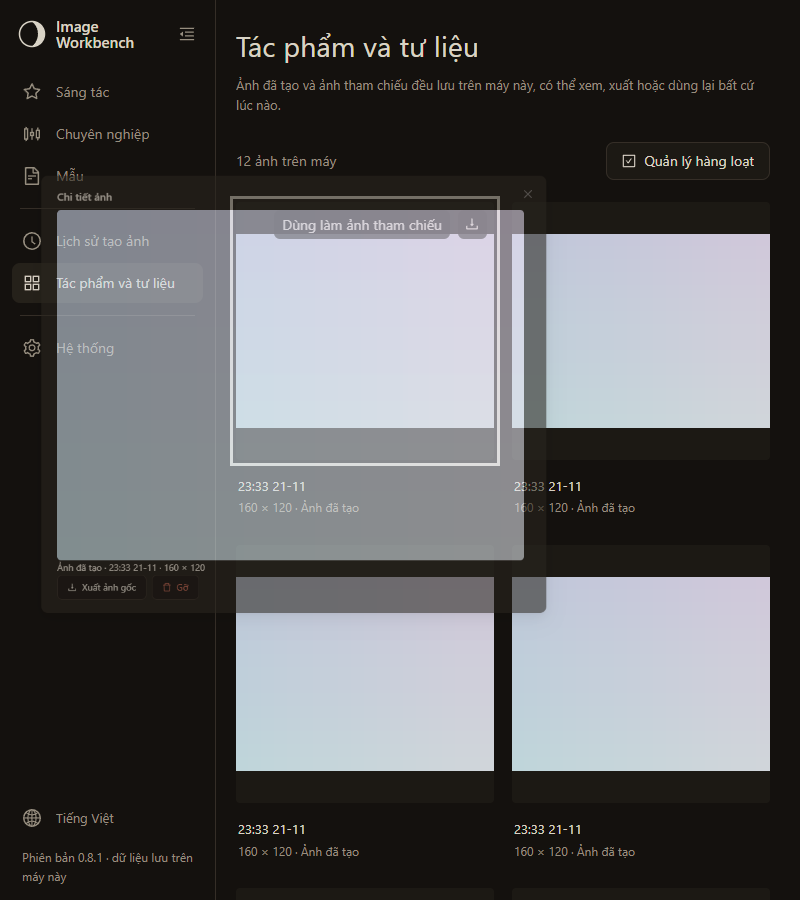 Image
Workbench
Sáng tác
Chuyên nghiệp
Mẫu
Lịch sử tạo ảnh
Tác phẩm và tư liệu
Hệ thống
Tiếng Việt
Phiên bản 0.8.1 · dữ liệu lưu trên
máy này
Tác phẩm và tư liệu
Ảnh đã tạo và ảnh tham chiếu đều lưu trên máy này, có thể xem, xuất hoặc dùng lại bất cứ
lúc nào.
12 ảnh trên máy
Quản lý hàng loạt
Chi tiết ảnh
Dùng làm ảnh tham chiếu
23:33 21-11
160 × 120 · Ảnh đã tạo
23:33 21-11
160 × 120 · Ảnh đã tạo
Ảnh đã tạo · 23:33 21-11 · 160 × 120
Xuất ảnh gốc
Gỡ
23:33 21-11
160 × 120 · Ảnh đã tạo
23:33 21-11
160 × 120 · Ảnh đã tạo